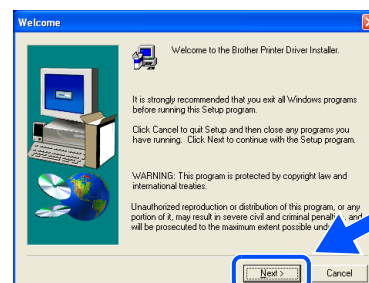 Welcome
Welcome to the Brother Printer Driver Installer.
It is strongly recommended that you exit all Windows programs
before running this Setup program.
Click Cancel to quit Setup and then close any programs you
have running. Click Next to continue with the Setup program.
WARNING: This program is protected by copyright law and
international treaties.
Unauthorized reproduction or distribution of this program, or any
portion of it, may result in severe civil and criminal penalties, and
will be prosecuted to the maximum extent possible under
Next >
Cancel